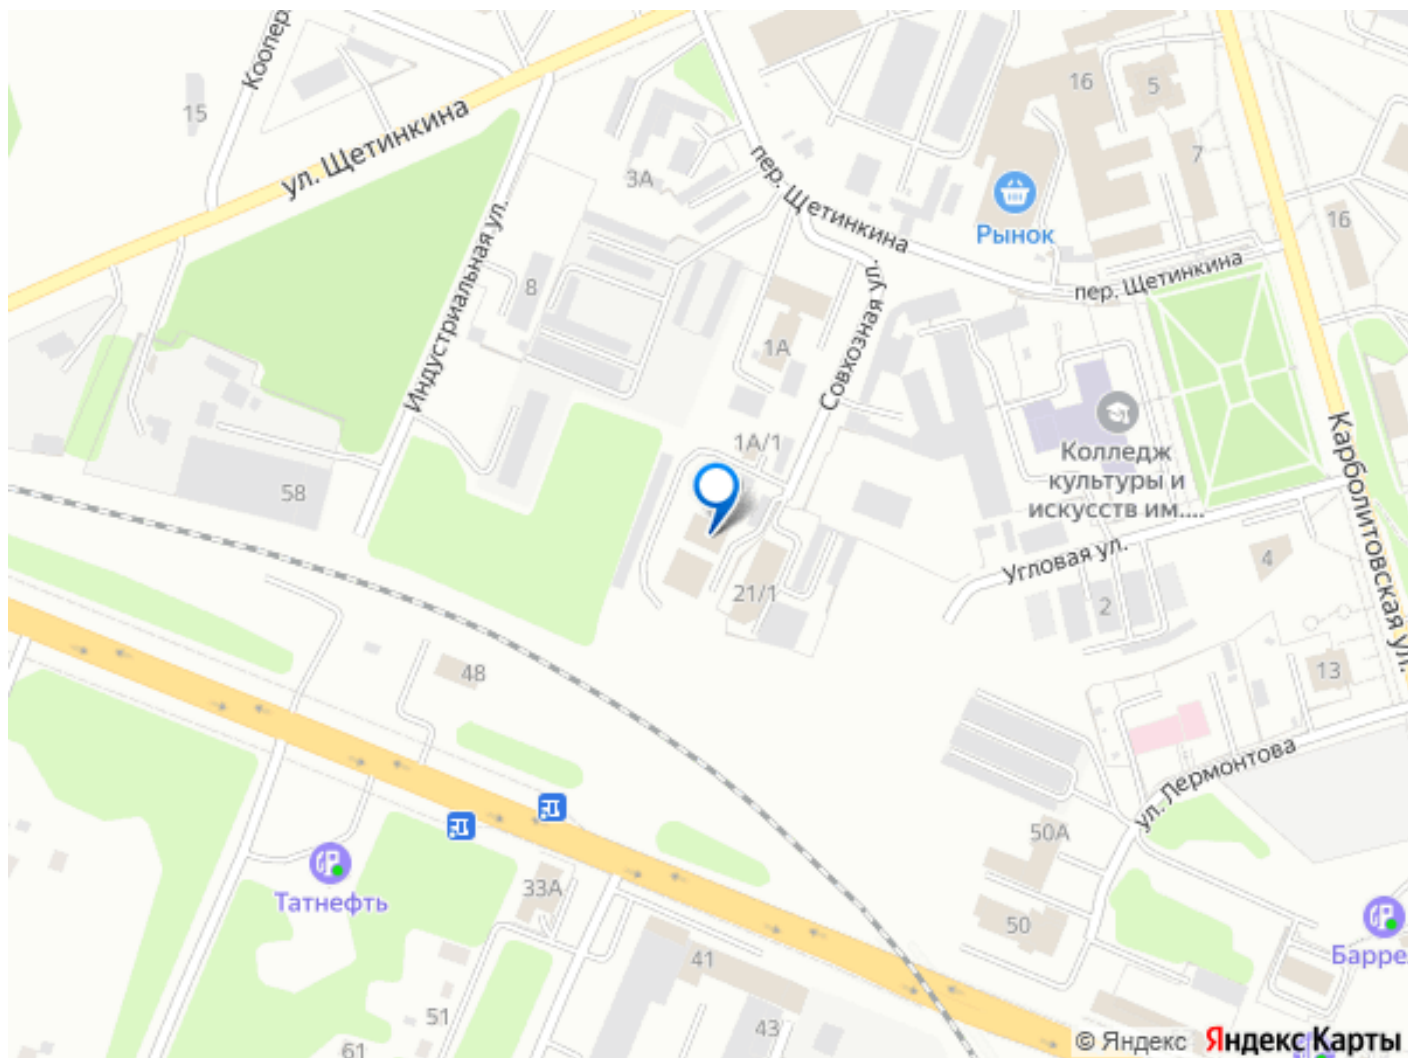 Коопер
15
ул. Щетинкина
3А
пер. Щетинкина
16
5
7
Рынок
16
пер. Щетинкина
8
Индустриальная ул.
1А
Совхозная ул.
1А/1
58
Колледж
культуры и
искусств им....
Карболитовская ул.
Угловая ул.
4
21/1
2
48
13
ул. Лермонтова
50А
Татнефть
33А
50
Барре
41
51
43
61
© Яндекс Яндекс Карты